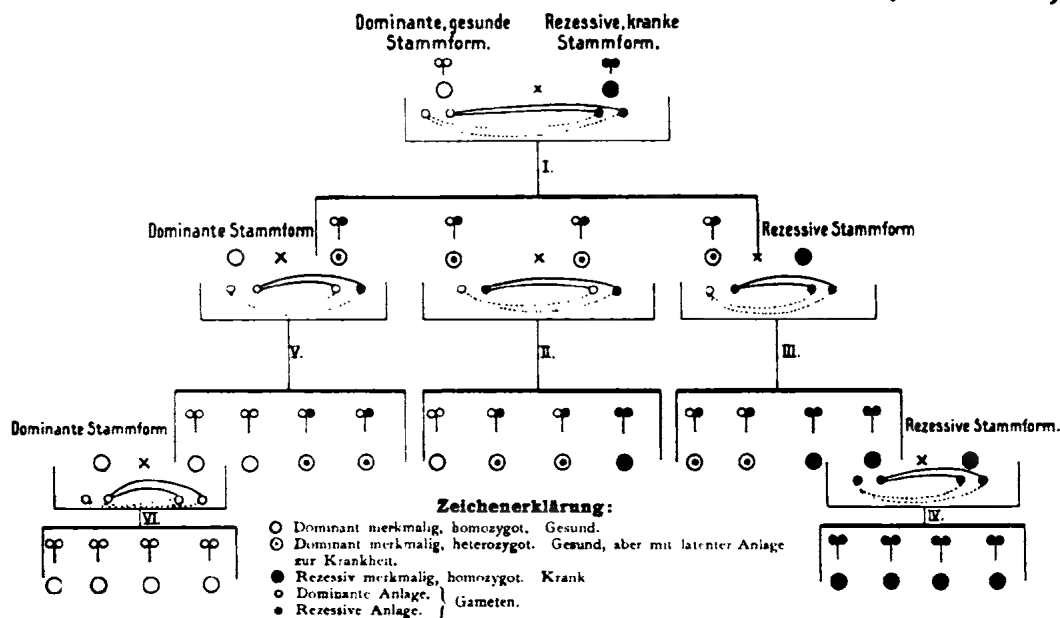 Dominante, gesunde
Stammform.
Rezessive, kranke
Stammform.
×
I.
Dominante Stammform
Rezessive Stammform
×
×
×
V.
II.
III.
Dominante Stammform
Rezessive Stammform.
×
×
VI.
IV.
Zeichenerklärung:
Dominant merkmalig, homozygot. Gesund.
Dominant merkmalig, heterozygot. Gesund, aber mit latenter Anlage
zur Krankheit.
Rezessiv merkmalig, homozygot. Krank
Dominante Anlage.
Rezessive Anlage.
Gameten.